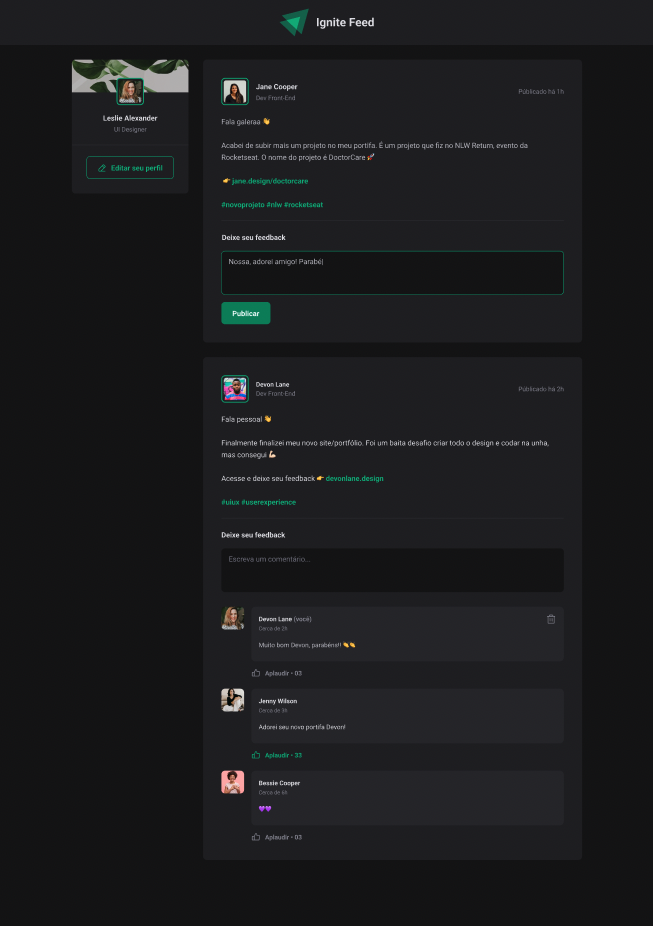 Ignite Feed
Leslie Alexander
UI Designer
Editar seu perfil
Jane Cooper
Dev Front-End
Públicado há 1h
Fala galeraa 👋
Acabei de subir mais um projeto no meu portifa. É um projeto que fiz no NLW Return, evento da
Rocketseat. O nome do projeto é DoctorCare 🚀
👉 jane.design/doctorcare
#novoprojeto #nlw #rocketseat
Deixe seu feedback
Nossa, adorei amigo! Parabé|
Publicar
Devon Lane
Dev Front-End
Públicado há 2h
Fala pessoal 👋
Finalmente finalizei meu novo site/portfólio. Foi um baita desafio criar todo o design e codar na unha,
mas consegui 💪🏻
Acesse e deixe seu feedback 👉 devonlane.design
#uiux #userexperience
Deixe seu feedback
Escreva um comentário...
Devon Lane (você)
Cerca de 2h
Muito bom Devon, parabéns!! 👏👏
Aplaudir • 03
Jenny Wilson
Cerca de 3h
Adorei seu novo portifa Devon!
Aplaudir • 33
Bessie Cooper
Cerca de 6h
💜💜
Aplaudir • 03